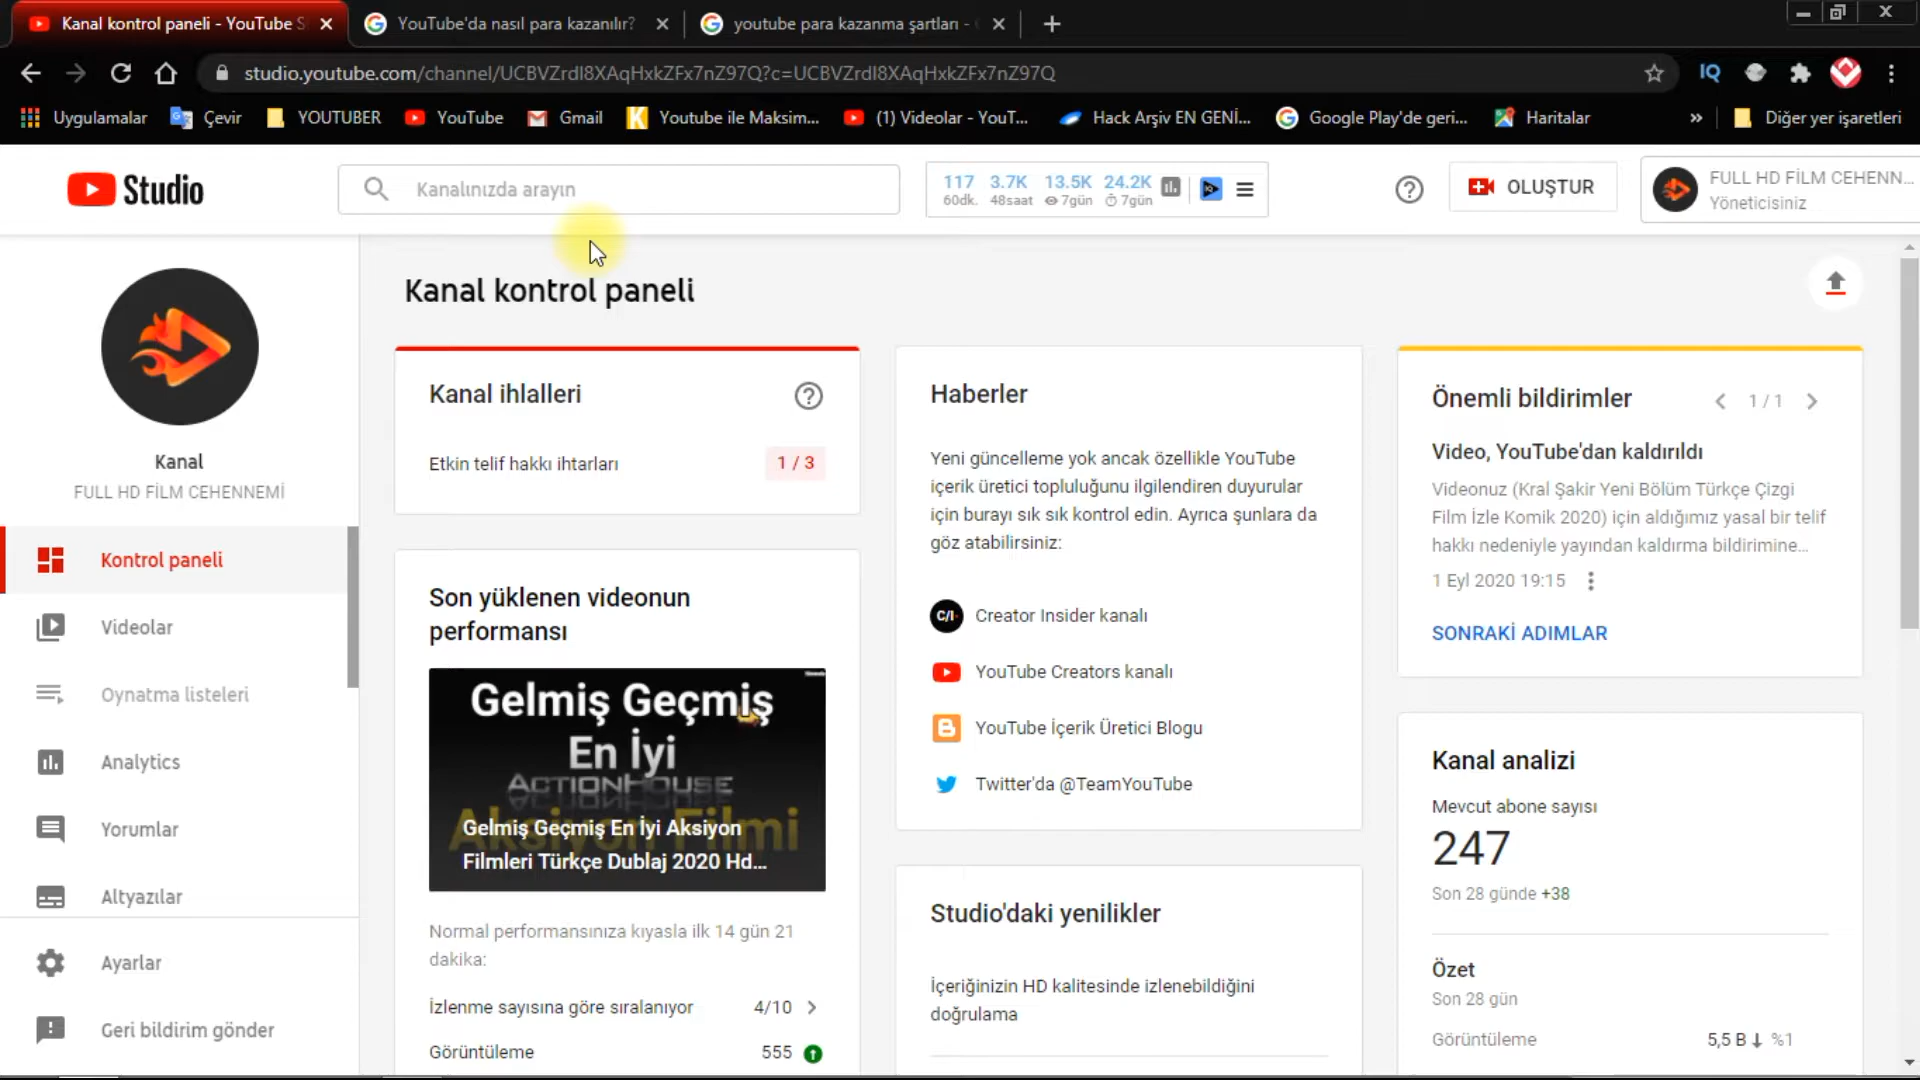 Kanal kontrol paneli - YouTube S
YouTube'da nasıl para kazanılır?
youtube para kazanma şartları -
studio.youtube.com/channel/UCBVZrdI8XAqHxkZFx7nZ97Q?c=UCBVZrdI8XAqHxkZFx7nZ97Q
IQ
Uygulamalar
Çevir
YOUTUBER
YouTube
Gmail
Youtube ile Maksim...
(1) Videolar - YouT...
Hack Arşiv EN GENİ...
Google Play'de geri...
Haritalar
»
Diğer yer işaretleri
Studio
Kanalınızda arayın
117 3.7K 13.5K 24.2K
60dk. 48saat 7gün 7gün
OLUŞTUR
FULL HD FİLM CEHENN...
Yöneticisiniz
Kanal
FULL HD FİLM CEHENNEMİ
Kontrol paneli
Videolar
Oynatma listeleri
Analytics
Yorumlar
Altyazılar
Ayarlar
Geri bildirim gönder
Kanal kontrol paneli
Kanal ihlalleri
Etkin telif hakkı ihtarları 1 / 3
Son yüklenen videonun
performansı
Gelmiş Geçmiş
En İyi
ACTIONHOUSE
Aksiyon Filmi
Gelmiş Geçmiş En İyi Aksiyon
Filmleri Türkçe Dublaj 2020 Hd...
Normal performansınıza kıyasla ilk 14 gün 21
dakika:
İzlenme sayısına göre sıralanıyor 4/10
Görüntüleme 555
Haberler
Yeni güncelleme yok ancak özellikle YouTube
içerik üretici topluluğunu ilgilendiren duyurular
için burayı sık sık kontrol edin. Ayrıca şunlara da
göz atabilirsiniz:
C/I
Creator Insider kanalı
YouTube Creators kanalı
YouTube İçerik Üretici Blogu
Twitter'da @TeamYouTube
Studio'daki yenilikler
İçeriğinizin HD kalitesinde izlenebildiğini
doğrulama
Önemli bildirimler 1 / 1
Video, YouTube'dan kaldırıldı
Videonuz (Kral Şakir Yeni Bölüm Türkçe Çizgi
Film İzle Komik 2020) için aldığımız yasal bir telif
hakkı nedeniyle yayından kaldırma bildirimine...
1 Eyl 2020 19:15
SONRAKİ ADIMLAR
Kanal analizi
Mevcut abone sayısı
247
Son 28 günde +38
Özet
Son 28 gün
Görüntüleme 5,5 B %1